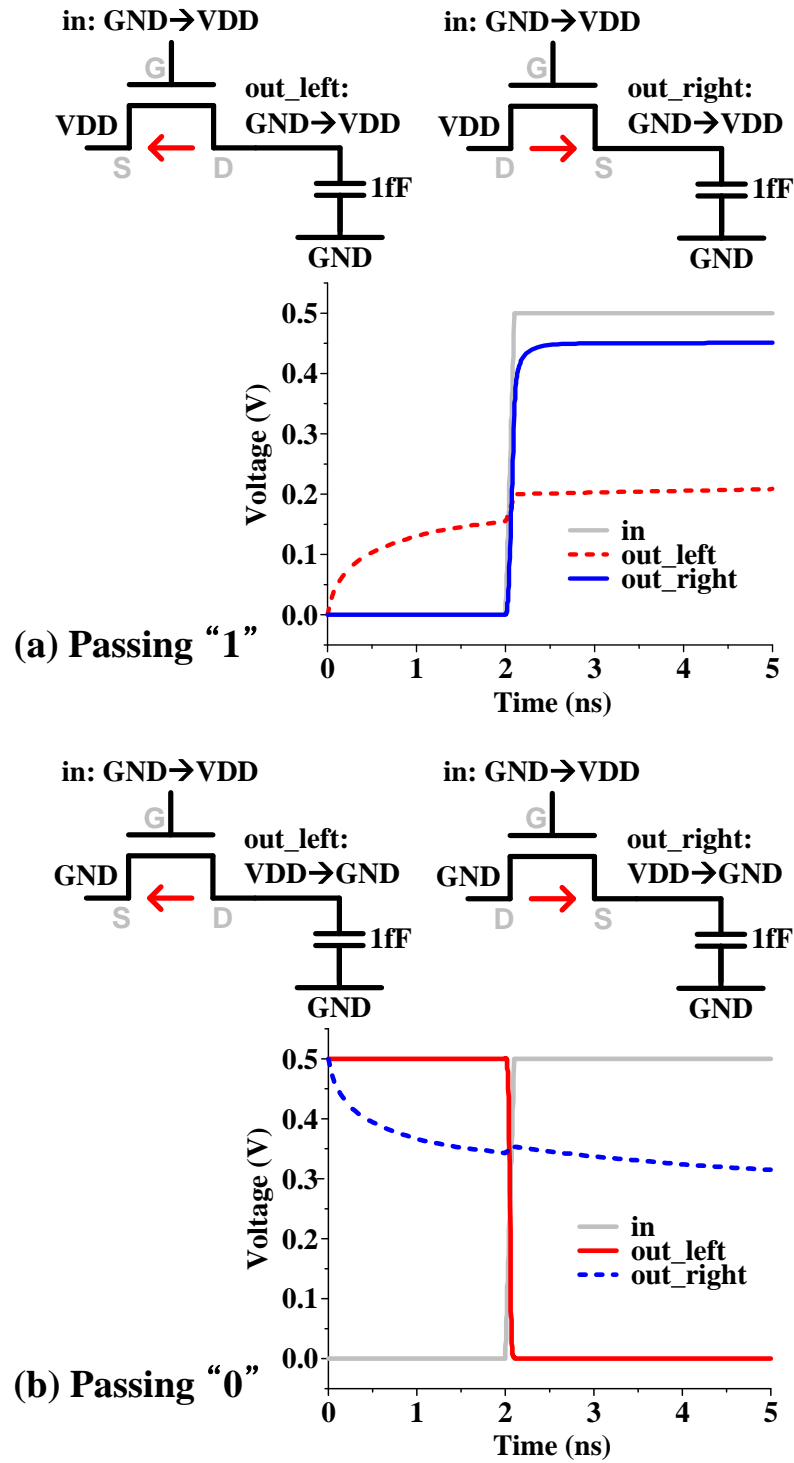 in: GND→VDD
in: GND→VDD
G
G
out_left:
out_right:
VDD
GND→VDD
VDD
GND→VDD
S
D
D
S
1fF
1fF
GND
GND
0.5
0.4
0.3
0.2
0.1
0.0
Voltage (V)
in
out_left
out_right
0
1
2
3
4
5
Time (ns)
(a) Passing “1”
in: GND→VDD
in: GND→VDD
G
G
out_left:
out_right:
GND
VDD→GND
GND
VDD→GND
S
D
D
S
1fF
1fF
GND
GND
0.5
0.4
0.3
0.2
0.1
0.0
Voltage (V)
in
out_left
out_right
0
1
2
3
4
5
Time (ns)
(b) Passing “0”